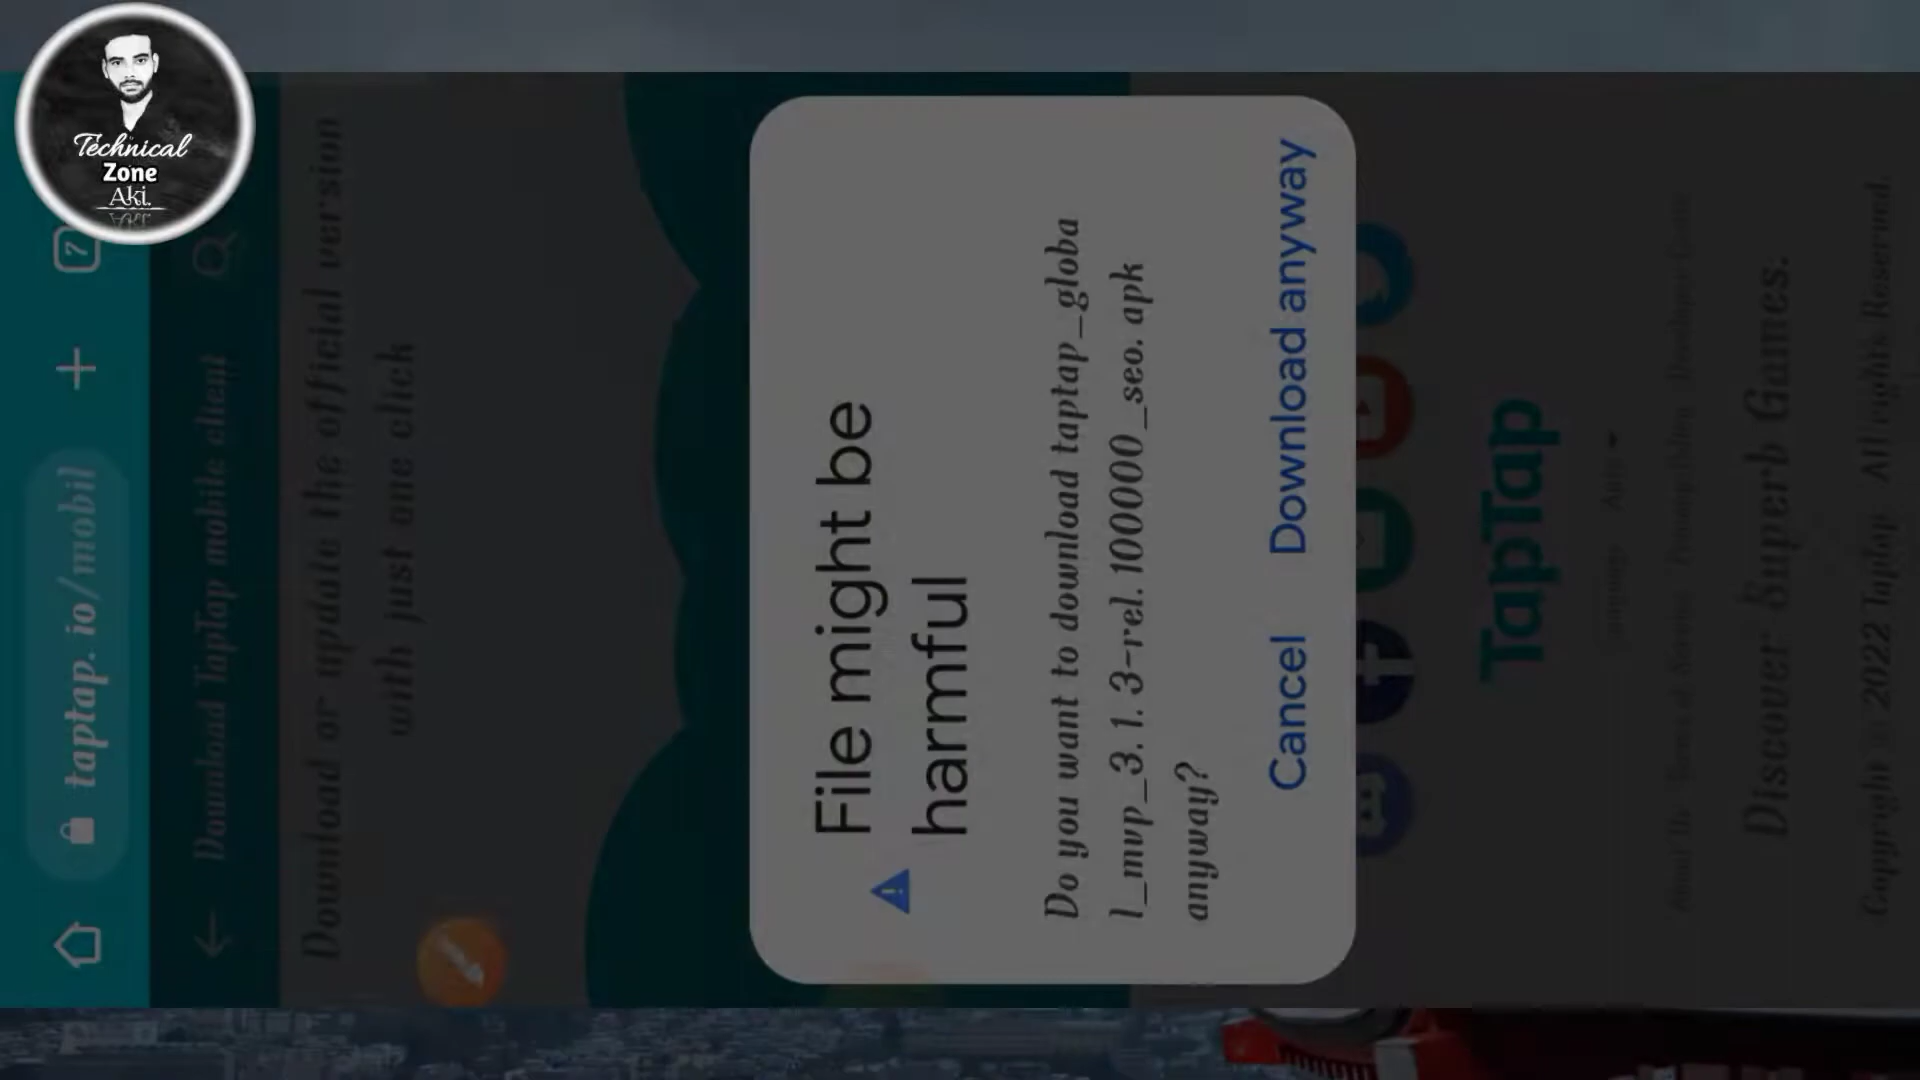 Technical
Zone
Aki.
7
taptap. io/mobil
Download TapTap mobile client
Download or update the official version
with just one click
File might be
harmful
Do you want to download taptap_globa
l_mvp_3. 1. 3-rel. 100000_seo. apk
anyway?
Cancel Download anyway
TapTap
Discover Superb Games.
Copyright © 2022 Taptap. All rights Reserved.